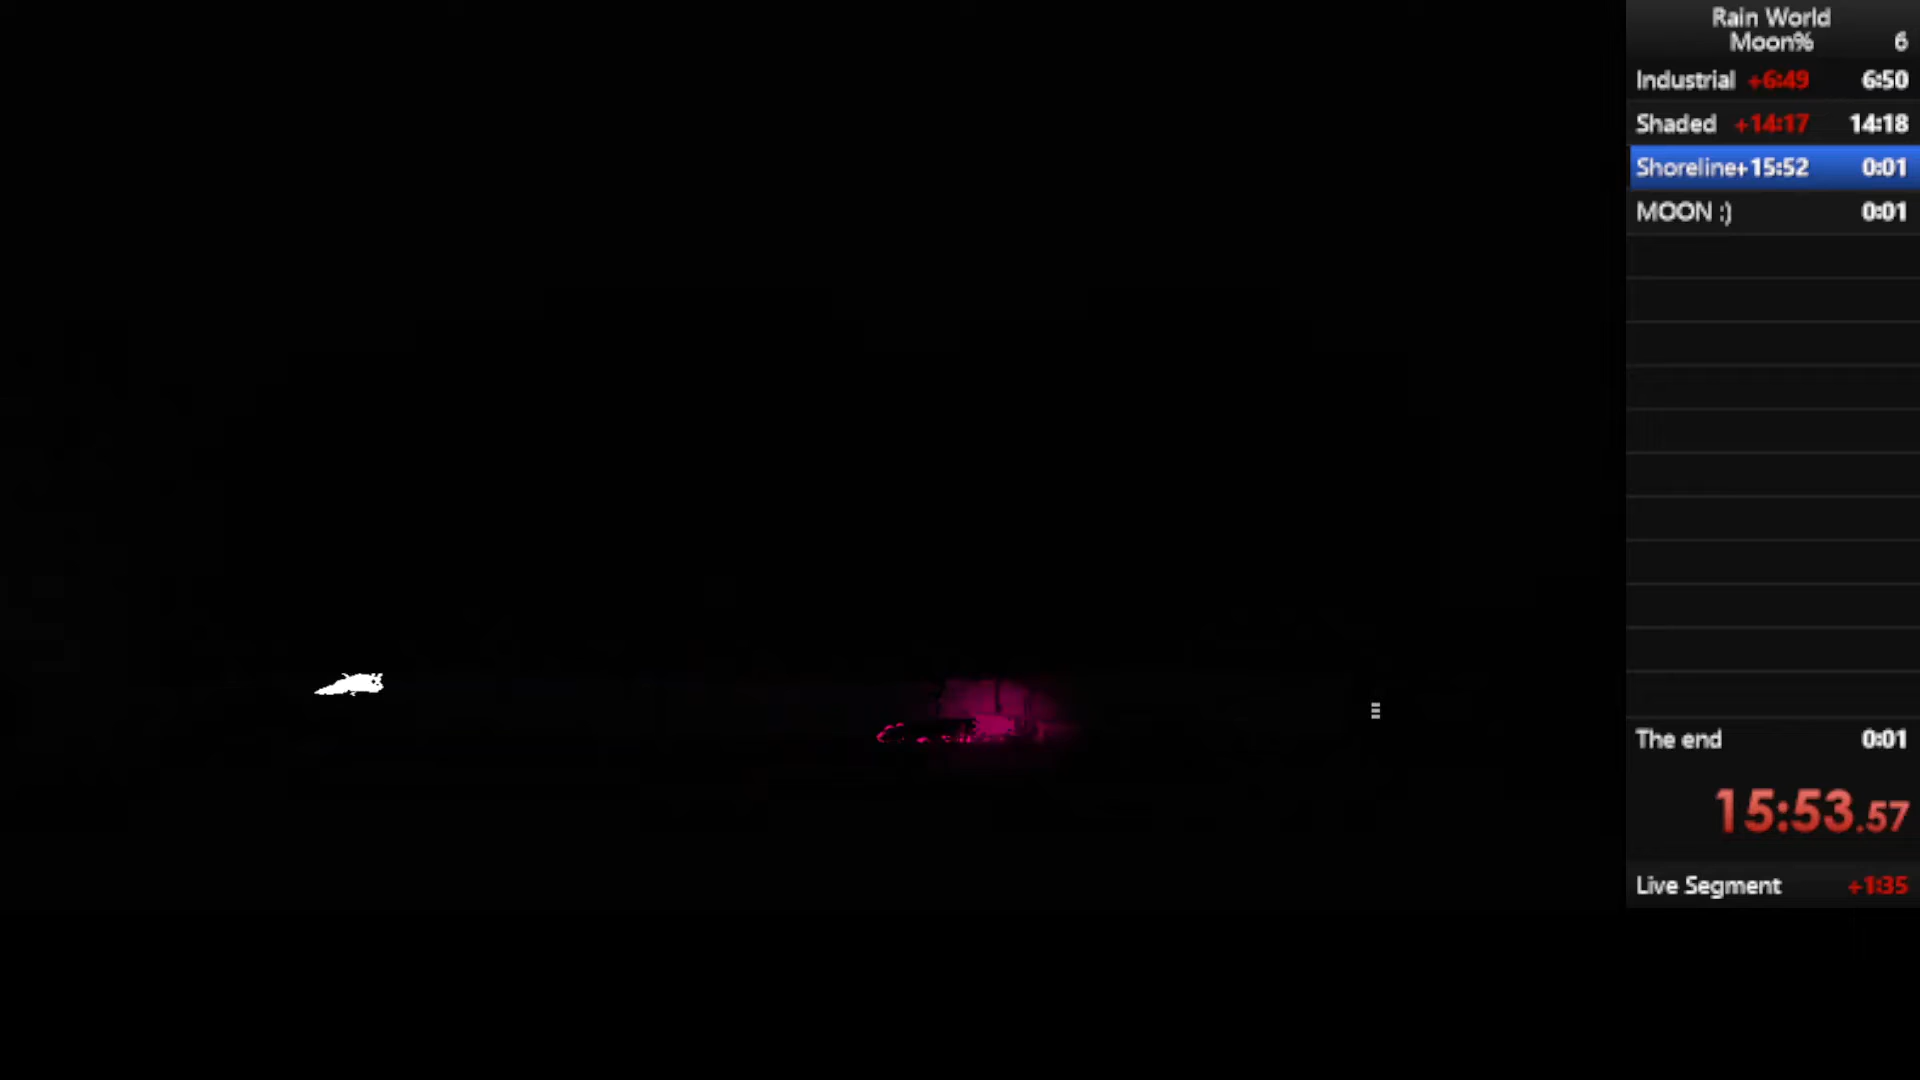 Rain World
Moon% 6
Industrial +6:49 6:50
Shaded +14:17 14:18
Shoreline+15:52 0:01
MOON :) 0:01
The end 0:01
15:53.57
Live Segment +1:35